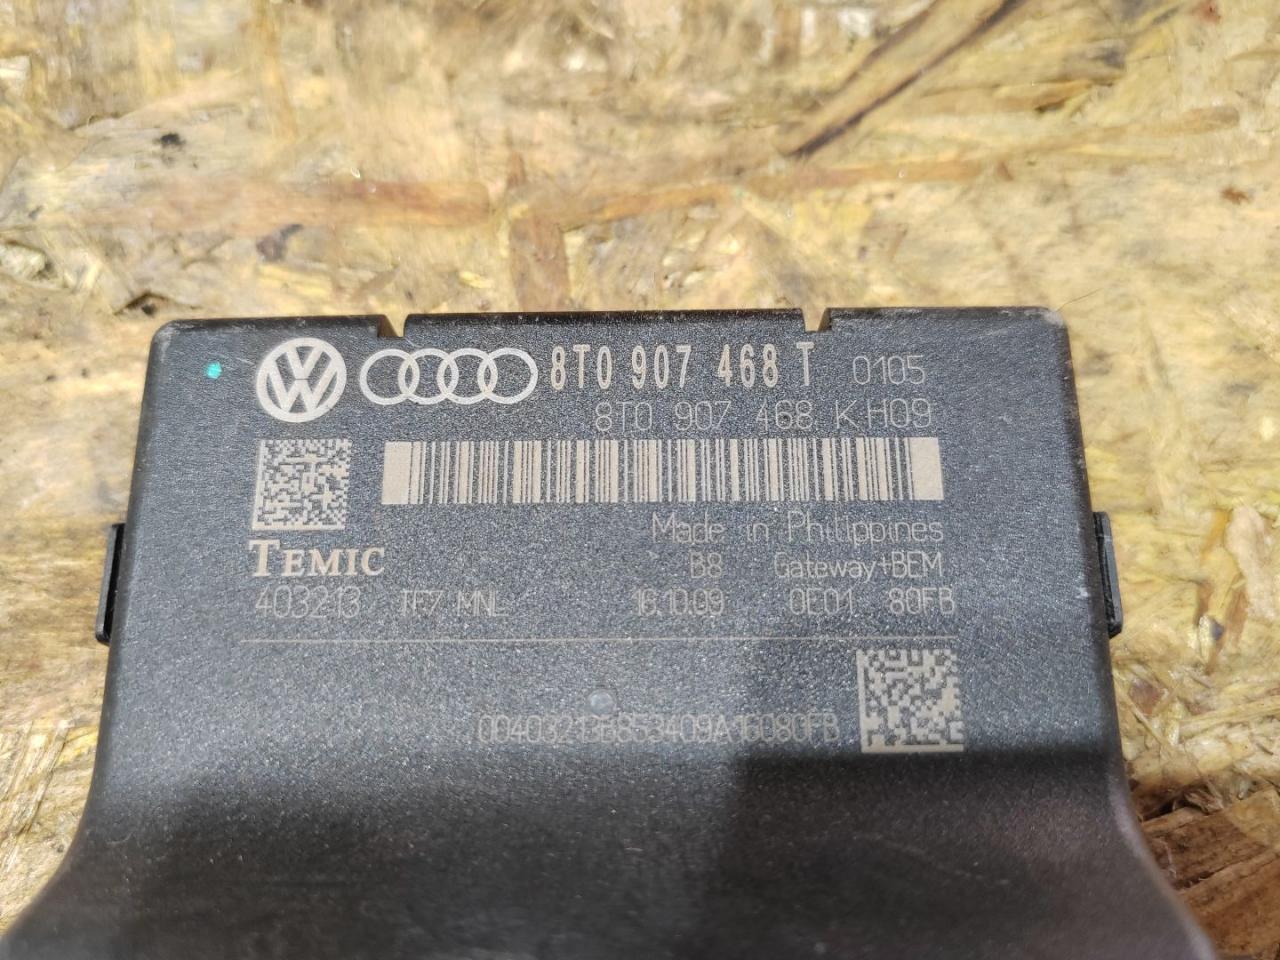 8T0 907 468 T 0105
8T0 907 468 K H09
Made in Philippines
TEMIC B8 Gateway+BEM
403213 TF7 MNL 16.10.09 0E01 80FB
00403213B853409A16080FB